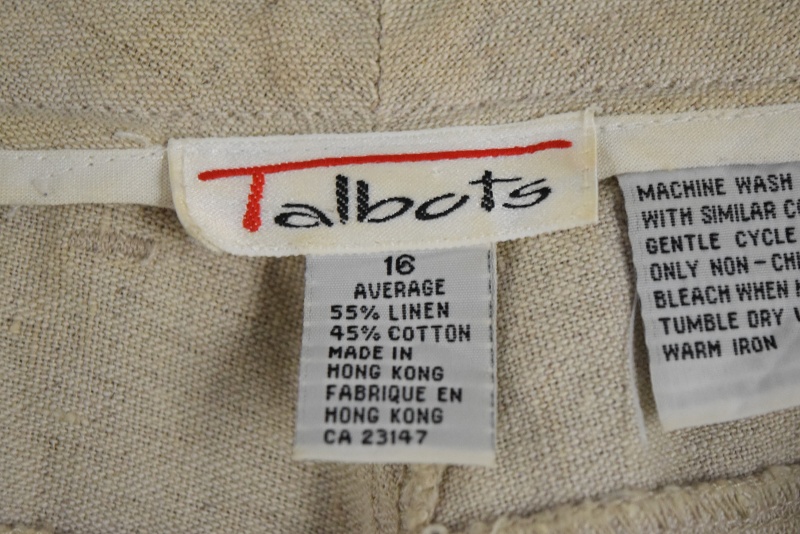 Talbots
16
AVERAGE
55% LINEN
45% COTTON
MADE IN
HONG KONG
FABRIQUE EN
HONG KONG
CA 23147
MACHINE WASH
WITH SIMILAR
GENTLE CYCLE
ONLY NON-
BLEACH WHEN
TUMBLE DRY
WARM IRON